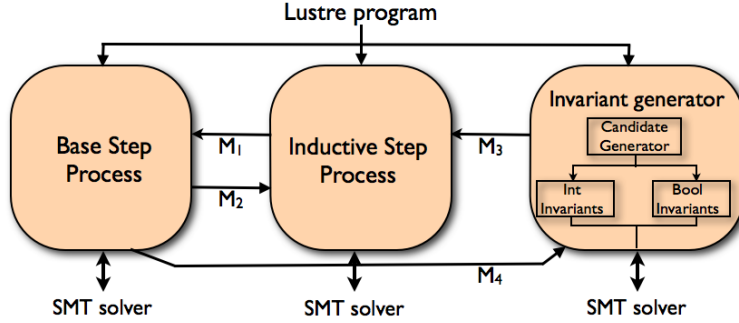 Lustre program
Base Step
Process
M1
M2
Inductive Step
Process
M3
Invariant generator
Candidate
Generator
Int
Invariants
Bool
Invariants
M4
SMT solver
SMT solver
SMT solver